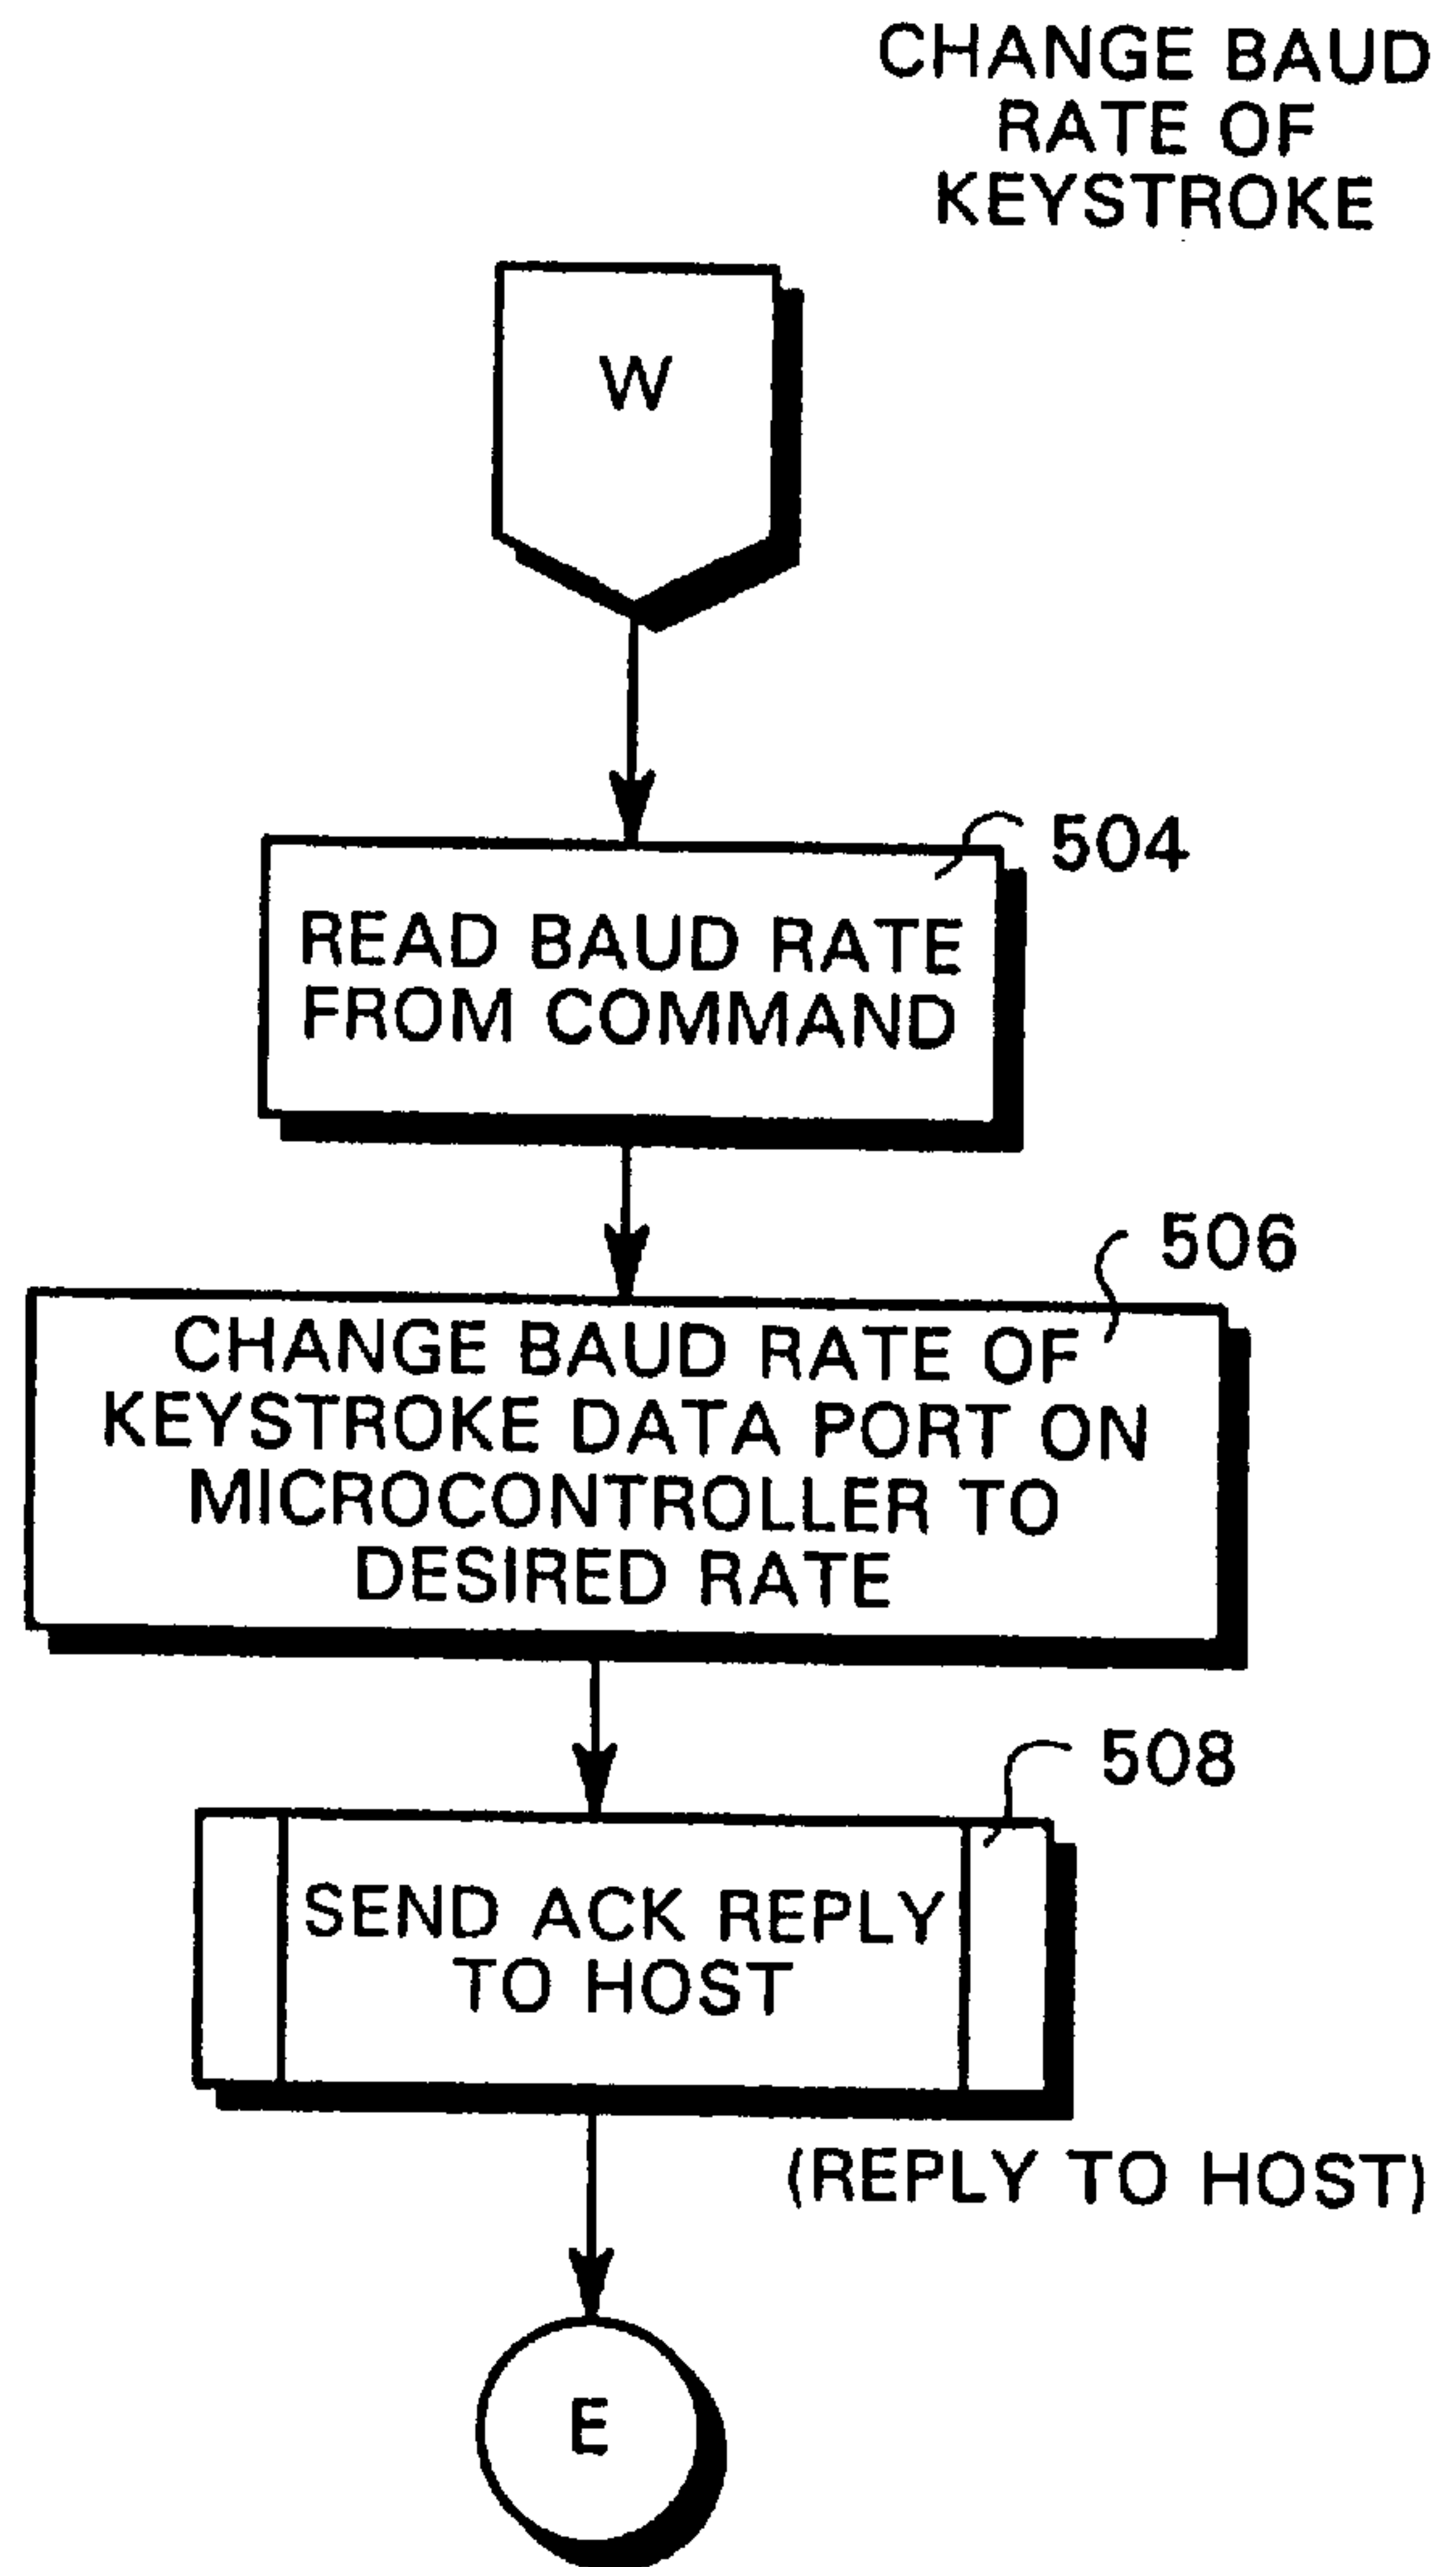 CHANGE BAUD
RATE OF
KEYSTROKE
W
504
READ BAUD RATE
FROM COMMAND
506
CHANGE BAUD RATE OF
KEYSTROKE DATA PORT ON
MICROCONTROLLER TO
DESIRED RATE
508
SEND ACK REPLY
TO HOST
(REPLY TO HOST)
E